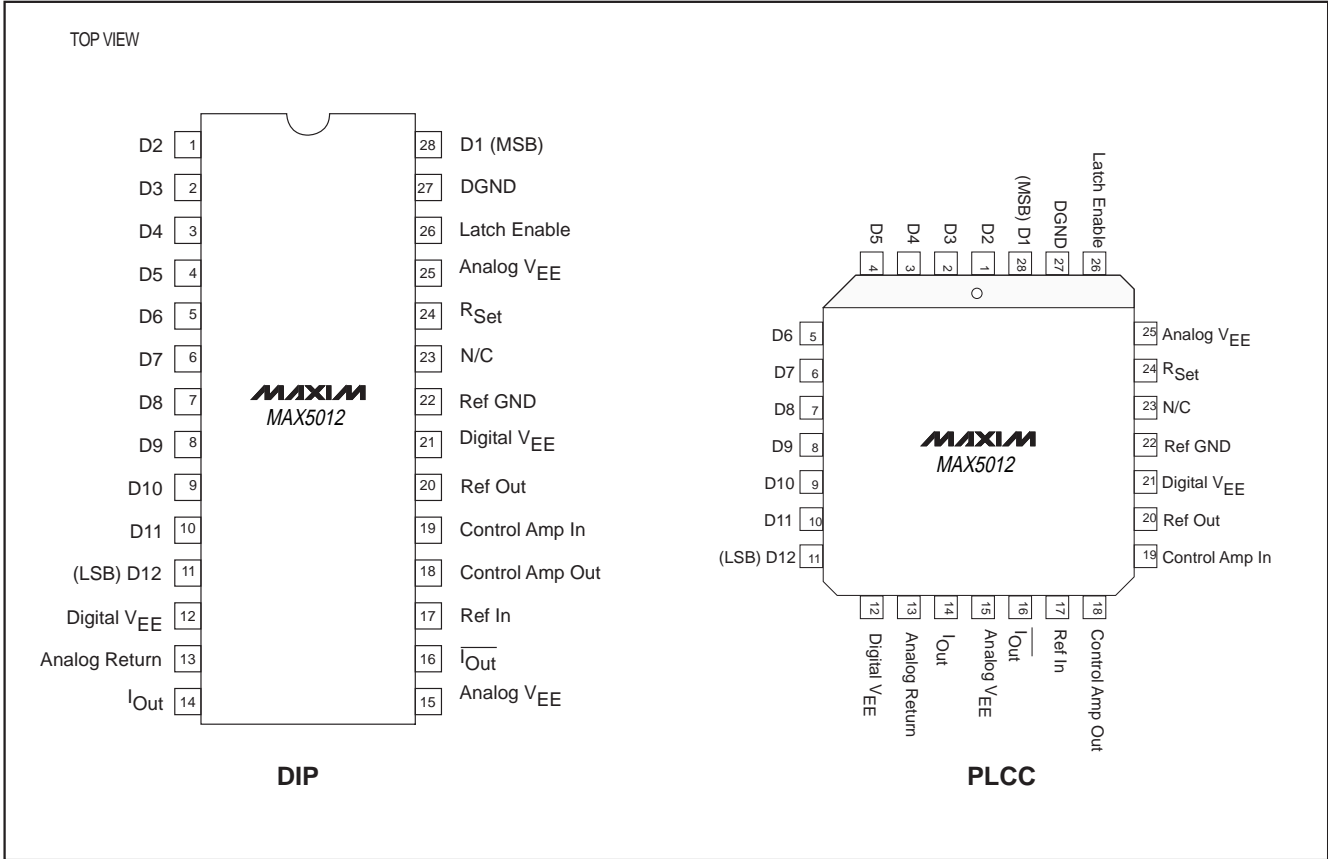 TOP VIEW
D2 1
D3 2
D4 3
D5 4
D6 5
D7 6
D8 7
D9 8
D10 9
D11 10
(LSB) D12 11
Digital VEE 12
Analog Return 13
IOut 14
28 D1 (MSB)
27 DGND
26 Latch Enable
25 Analog VEE
24 RSet
23 N/C
22 Ref GND
21 Digital VEE
20 Ref Out
19 Control Amp In
18 Control Amp Out
17 Ref In
16 IOut
15 Analog VEE
MAXIM
MAX5012
DIP
D5 4
D4 3
D3 2
D2 1
(MSB) D1 28
DGND 27
Latch Enable 26
D6 5
D7 6
D8 7
D9 8
D10 9
D11 10
(LSB) D12 11
25 Analog VEE
24 RSet
23 N/C
22 Ref GND
21 Digital VEE
20 Ref Out
19 Control Amp In
MAXIM
MAX5012
12 Digital VEE
13 Analog Return
14 IOut
15 Analog VEE
16 IOut
17 Ref In
18 Control Amp Out
PLCC